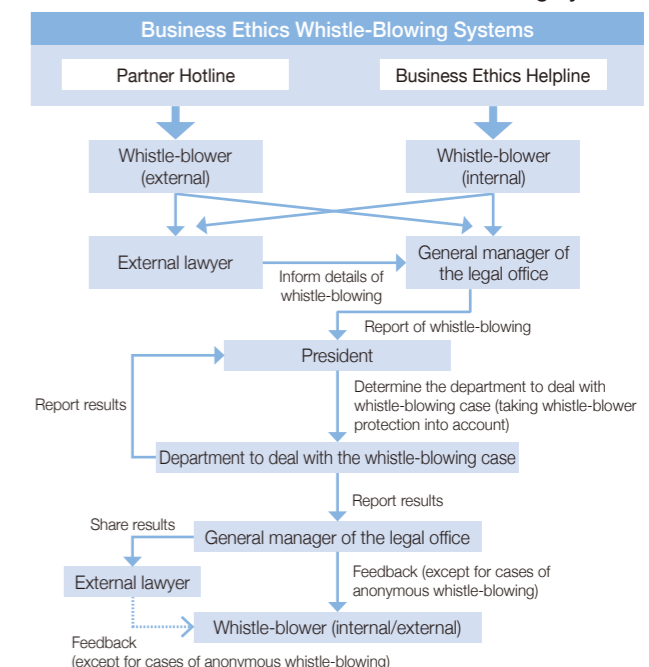 Business Ethics Whistle-Blowing Systems
Partner Hotline
Business Ethics Helpline
Whistle-blower
(external)
Whistle-blower
(internal)
External lawyer
General manager of
the legal office
Inform details of
whistle-blowing
Report of whistle-blowing
President
Determine the department to deal with
whistle-blowing case (taking whistle-blower
protection into account)
Report results
Department to deal with the whistle-blowing case
Report results
Share results
General manager of the legal office
External lawyer
Feedback (except for cases of
anonymous whistle-blowing)
Whistle-blower (internal/external)
Feedback
(except for cases of anonymous whistle-blowing)